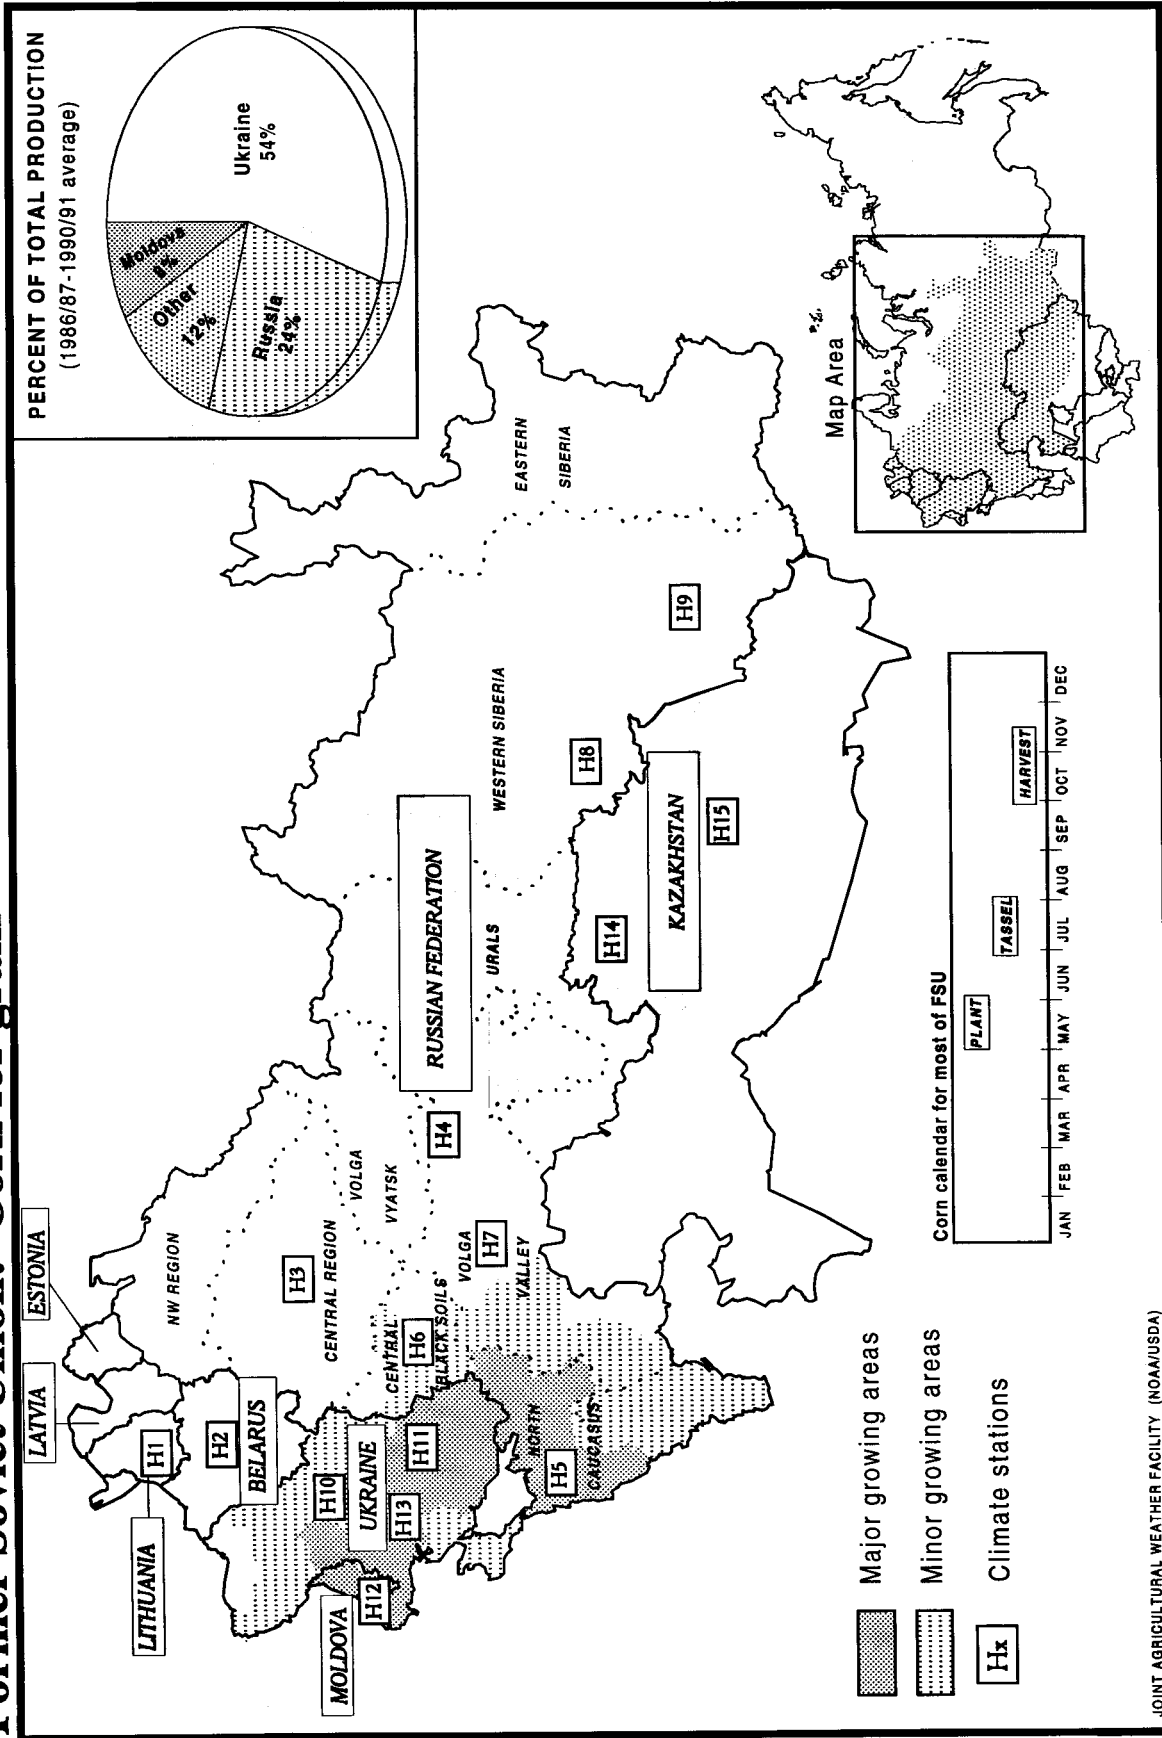 Former Soviet Union: Corn for grain
PERCENT OF TOTAL PRODUCTION
(1986/87-1990/91 average)
Moldova
Other
12%
Russia
24%
Ukraine
54%
LATVIA
ESTONIA
LITHUANIA
H1
H2
BELARUS
NW REGION
H3
CENTRAL REGION
VOLGA
VYATSK
H4
RUSSIAN FEDERATION
MOLDOVA
H12
H10
UKRAINE
H13
H11
CENTRAL
H6
BLACK SOILS
VOLGA
H7
VALLEY
NORTH
H5
CAUCASUS
URALS
WESTERN SIBERIA
EASTERN
SIBERIA
H8
H9
H14
KAZAKHSTAN
H15
Map Area
Major growing areas
Minor growing areas
Hx
Climate stations
Corn calendar for most of FSU
PLANT
TASSEL
HARVEST
JAN FEB MAR APR MAY JUN JUL AUG SEP OCT NOV DEC
JOINT AGRICULTURAL WEATHER FACILITY (NOAA/USDA)